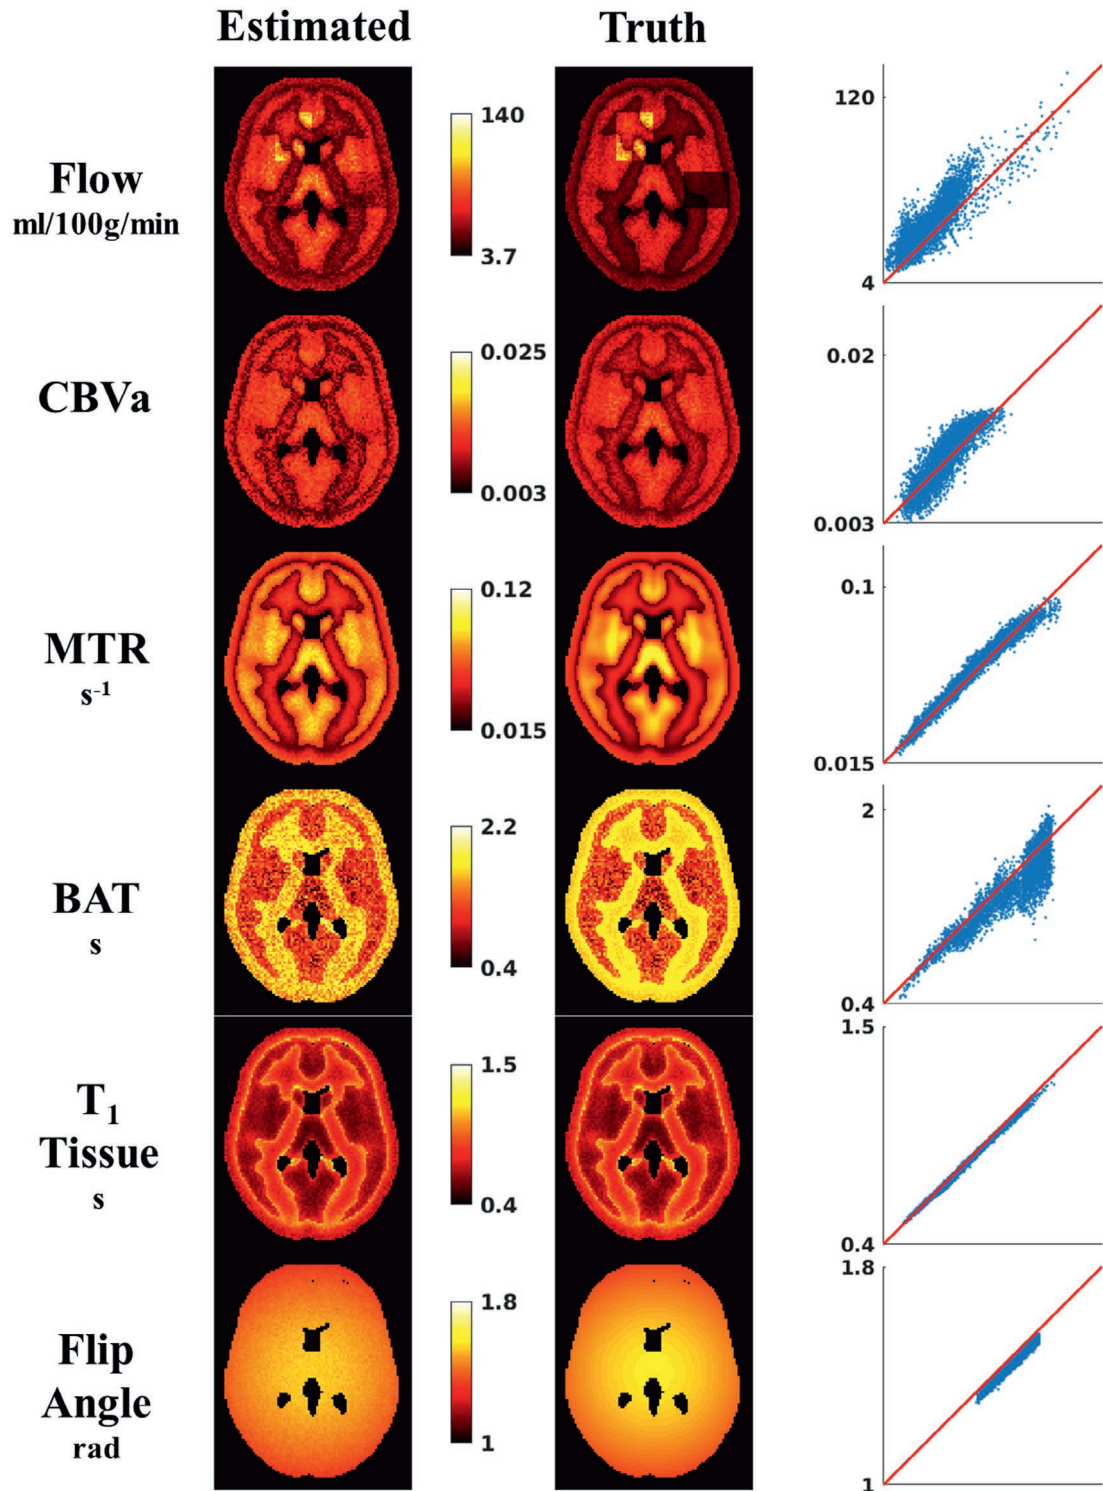 Estimated
Truth
Flow
ml/100g/min
140
3.7
120
4
CBVa
0.025
0.003
0.02
0.003
MTR
s-1
0.12
0.015
0.1
0.015
BAT
s
2.2
0.4
2
0.4
T1
Tissue
s
1.5
0.4
1.5
0.4
Flip
Angle
rad
1.8
1
1.8
1